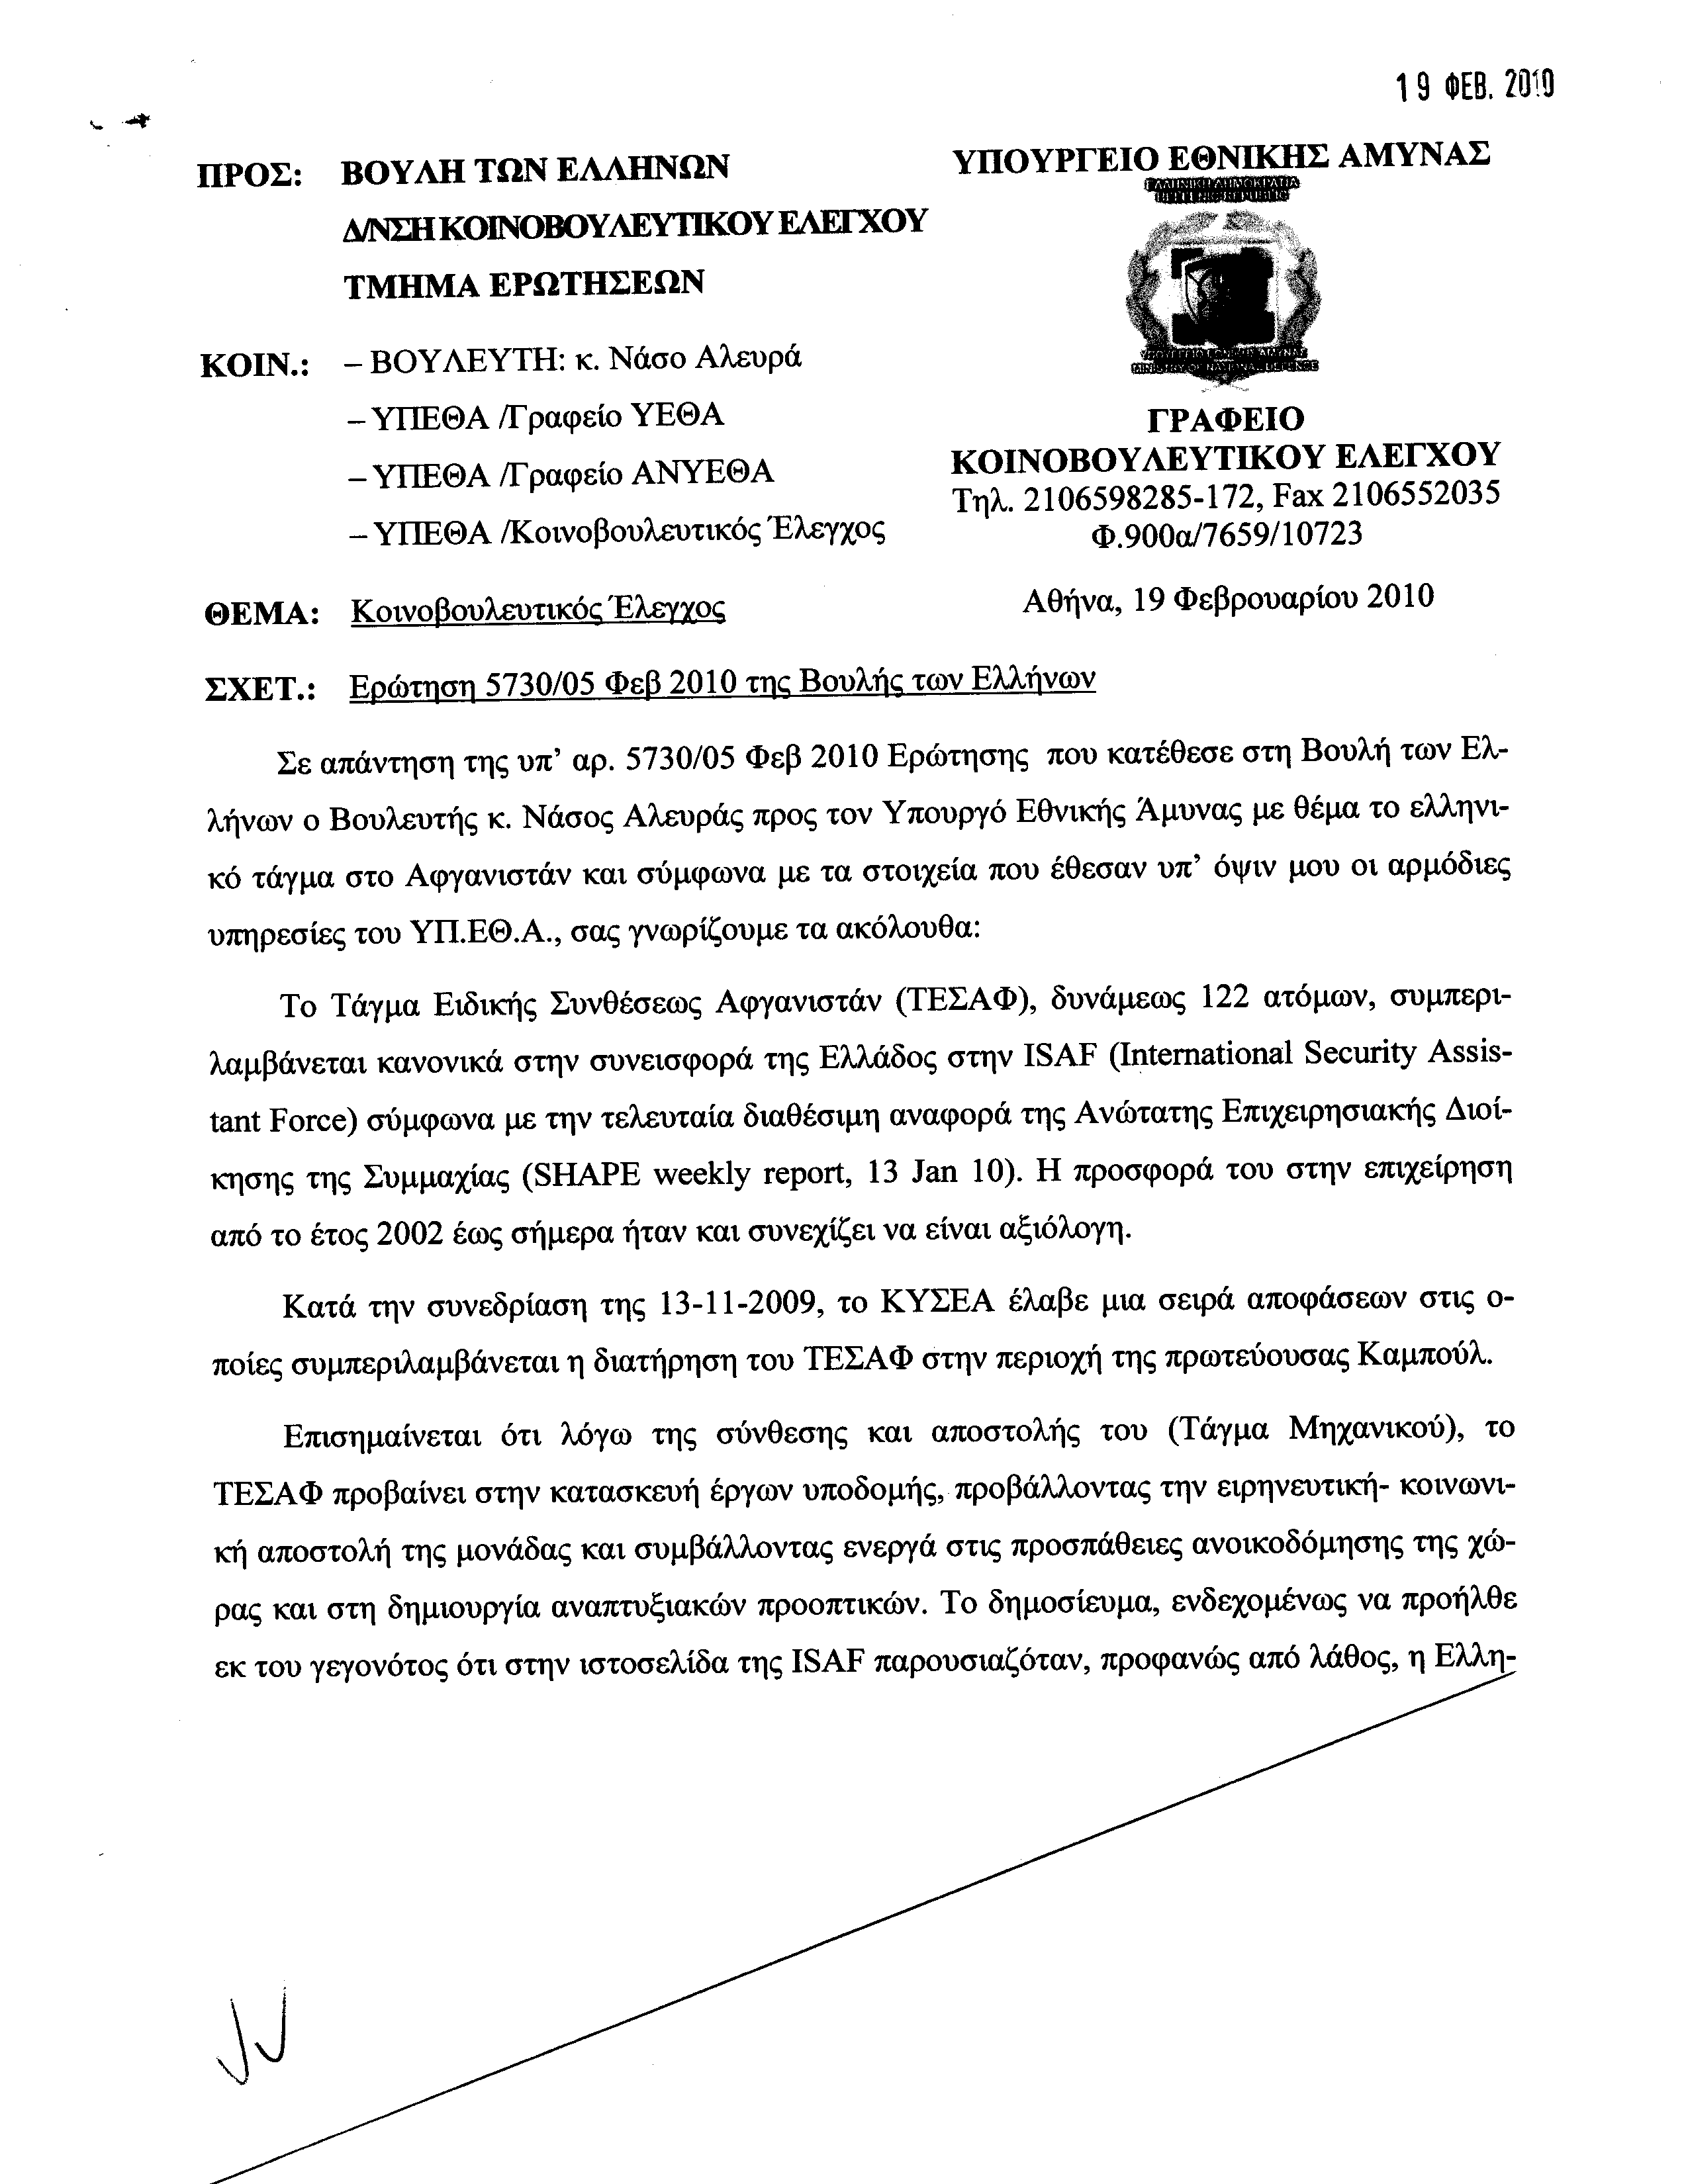 19 ΦΕΒ. 2010
ΠΡΟΣ: ΒΟΥΛΗ ΤΩΝ ΕΛΛΗΝΩΝ
Δ/ΝΣΗ ΚΟΙΝΟΒΟΥΛΕΥΤΙΚΟΥ ΕΛΕΓΧΟΥ
ΤΜΗΜΑ ΕΡΩΤΗΣΕΩΝ
ΚΟΙΝ.: – ΒΟΥΛΕΥΤΗ: κ. Νάσο Αλευρά
– ΥΠΕΘΑ /Γραφείο ΥΕΘΑ
– ΥΠΕΘΑ /Γραφείο ΑΝΥΕΘΑ
– ΥΠΕΘΑ /Κοινοβουλευτικός Έλεγχος
ΥΠΟΥΡΓΕΙΟ ΕΘΝΙΚΗΣ ΑΜΥΝΑΣ
ΕΛΛΗΝΙΚΗ ΔΗΜΟΚΡΑΤΙΑ
HELLENIC REPUBLIC
ΥΠΟΥΡΓΕΙΟ ΕΘΝΙΚΗΣ ΑΜΥΝΑΣ
MINISTRY OF NATIONAL DEFENCE
ΓΡΑΦΕΙΟ
ΚΟΙΝΟΒΟΥΛΕΥΤΙΚΟΥ ΕΛΕΓΧΟΥ
Τηλ. 2106598285-172, Fax 2106552035
Φ.900α/7659/10723
Αθήνα, 19 Φεβρουαρίου 2010
ΘΕΜΑ: Κοινοβουλευτικός Έλεγχος
ΣΧΕΤ.: Ερώτηση 5730/05 Φεβ 2010 της Βουλής των Ελλήνων
Σε απάντηση της υπ’ αρ. 5730/05 Φεβ 2010 Ερώτησης που κατέθεσε στη Βουλή των Ελ-
λήνων ο Βουλευτής κ. Νάσος Αλευράς προς τον Υπουργό Εθνικής Άμυνας με θέμα το ελληνι-
κό τάγμα στο Αφγανιστάν και σύμφωνα με τα στοιχεία που έθεσαν υπ’ όψιν μου οι αρμόδιες
υπηρεσίες του ΥΠ.ΕΘ.Α., σας γνωρίζουμε τα ακόλουθα:
Το Τάγμα Ειδικής Συνθέσεως Αφγανιστάν (ΤΕΣΑΦ), δυνάμεως 122 ατόμων, συμπερι-
λαμβάνεται κανονικά στην συνεισφορά της Ελλάδος στην ISAF (International Security Assis-
tant Force) σύμφωνα με την τελευταία διαθέσιμη αναφορά της Ανώτατης Επιχειρησιακής Διοί-
κησης της Συμμαχίας (SHAPE weekly report, 13 Jan 10). Η προσφορά του στην επιχείρηση
από το έτος 2002 έως σήμερα ήταν και συνεχίζει να είναι αξιόλογη.
Κατά την συνεδρίαση της 13-11-2009, το ΚΥΣΕΑ έλαβε μια σειρά αποφάσεων στις ο-
ποίες συμπεριλαμβάνεται η διατήρηση του ΤΕΣΑΦ στην περιοχή της πρωτεύουσας Καμπούλ.
Επισημαίνεται ότι λόγω της σύνθεσης και αποστολής του (Τάγμα Μηχανικού), το
ΤΕΣΑΦ προβαίνει στην κατασκευή έργων υποδομής, προβάλλοντας την ειρηνευτική- κοινωνι-
κή αποστολή της μονάδας και συμβάλλοντας ενεργά στις προσπάθειες ανοικοδόμησης της χώ-
ρας και στη δημιουργία αναπτυξιακών προοπτικών. Το δημοσίευμα, ενδεχομένως να προήλθε
εκ του γεγονότος ότι στην ιστοσελίδα της ISAF παρουσιαζόταν, προφανώς από λάθος, η Ελλη-